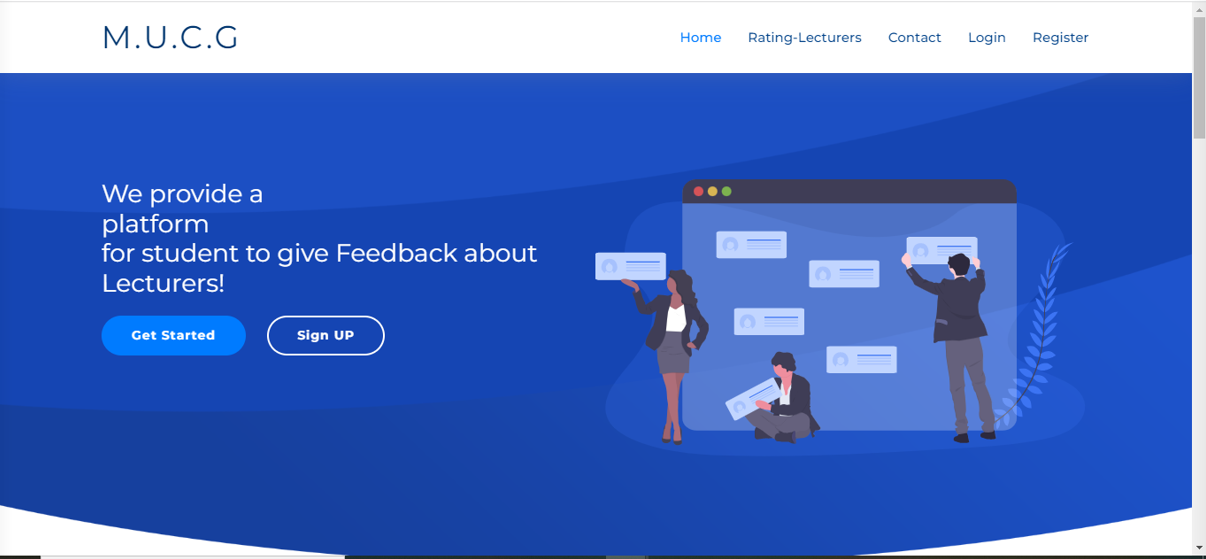 M.U.C.G
Home Rating-Lecturers Contact Login Register
We provide a
platform
for student to give Feedback about
Lecturers!
Get Started Sign UP